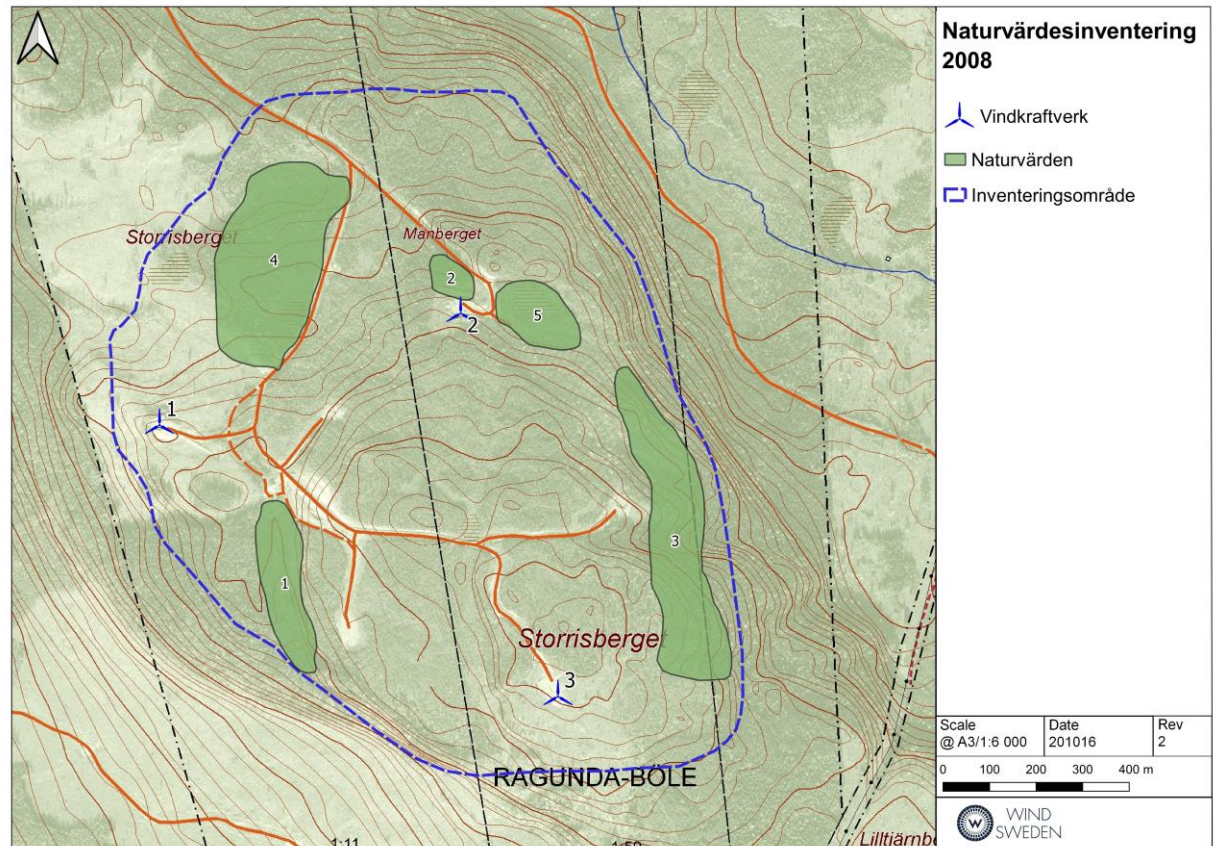 Naturvärdesinventering
2008
Vindkraftverk
Naturvärden
Inventeringsområde
Storrisberget
Manberget
4
2
2
5
1
3
1
Storrisberget
3
RAGUNDA-BÖLE
Scale
@ A3/1:6 000
Date
201016
Rev
2
0 100 200 300 400 m
W
WIND
SWEDEN